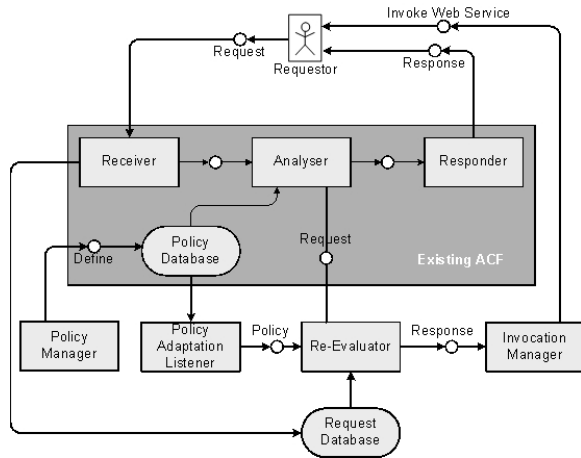 Invoke Web Service
Request
Requestor
Response
Receiver
Analyser
Responder
Policy
Database
Define
Request
Existing ACF
Policy
Manager
Policy
Adaptation
Listener
Policy
Re-Evaluator
Response
Invocation
Manager
Request
Database